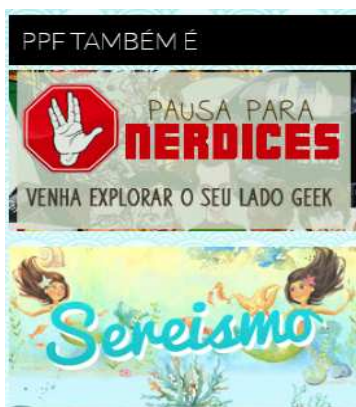 PPF TAMBÉM É
PAUSA PARA
NERDICES
VENHA EXPLORAR O SEU LADO GEEK
Sereismo